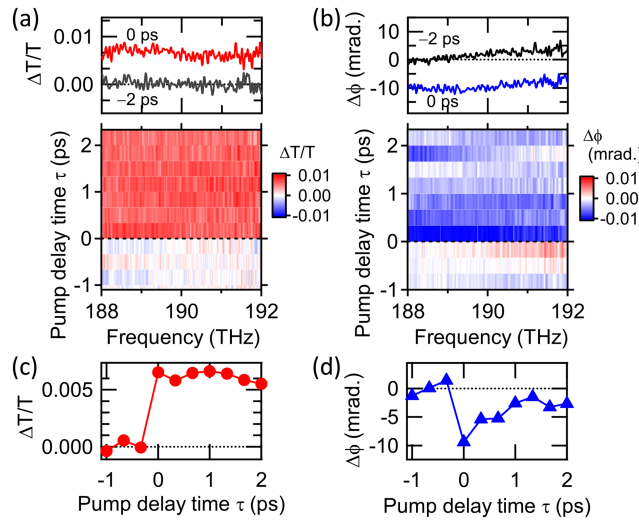 (a)
0.01
0 ps
0.00
−2 ps
ΔT/T
2
1
0
-1
Pump delay time τ (ps)
188
190
192
Frequency (THz)
ΔT/T
0.01
0.00
-0.01
(b)
−2 ps
0
-10
0 ps
Δϕ (mrad.)
2
1
0
-1
Pump delay time τ (ps)
188
190
192
Frequency (THz)
Δϕ
(mrad.)
0.01
0.00
-0.01
(c)
0.005
0.000
ΔT/T
-1
0
1
2
Pump delay time τ (ps)
(d)
0
-5
-10
Δϕ (mrad.)
-1
0
1
2
Pump delay time τ (ps)